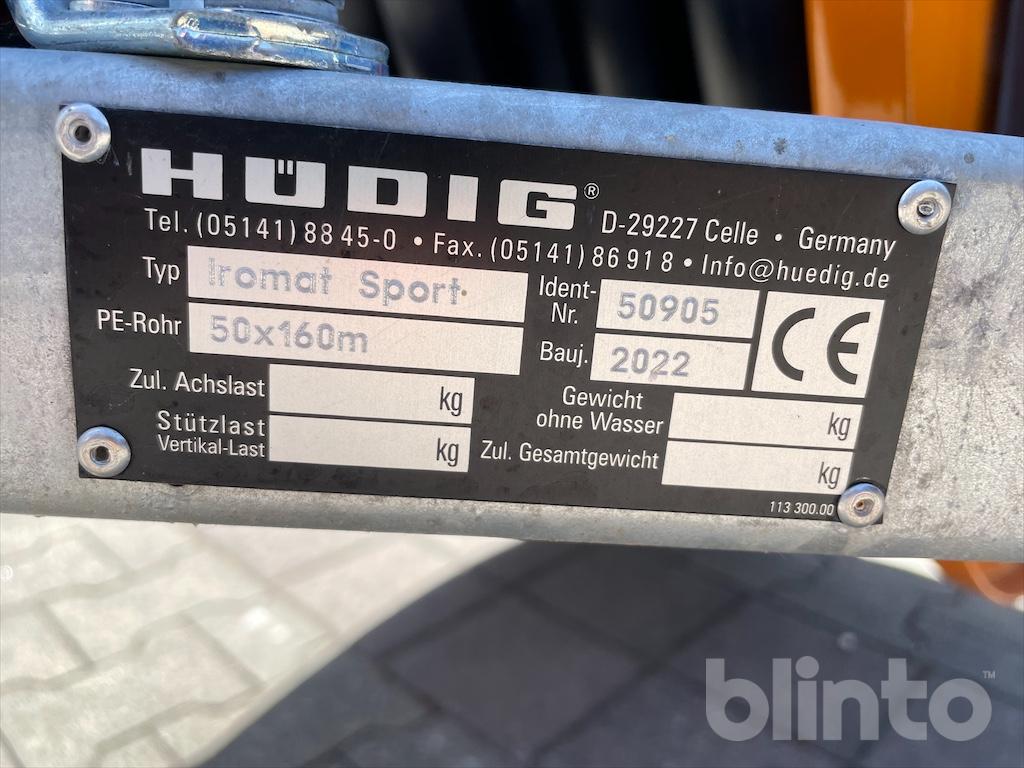 HÜDIG® D-29227 Celle • Germany
Tel. (05141) 88 45-0 • Fax. (05141) 86 91 8 • Info@huedig.de
Typ Iromat Sport
Ident-Nr. 50905
PE-Rohr 50x160m
Bauj. 2022
CE
Zul. Achslast kg
Gewicht ohne Wasser kg
Stützlast Vertikal-Last kg
Zul. Gesamtgewicht kg
113 300.00
blinto™